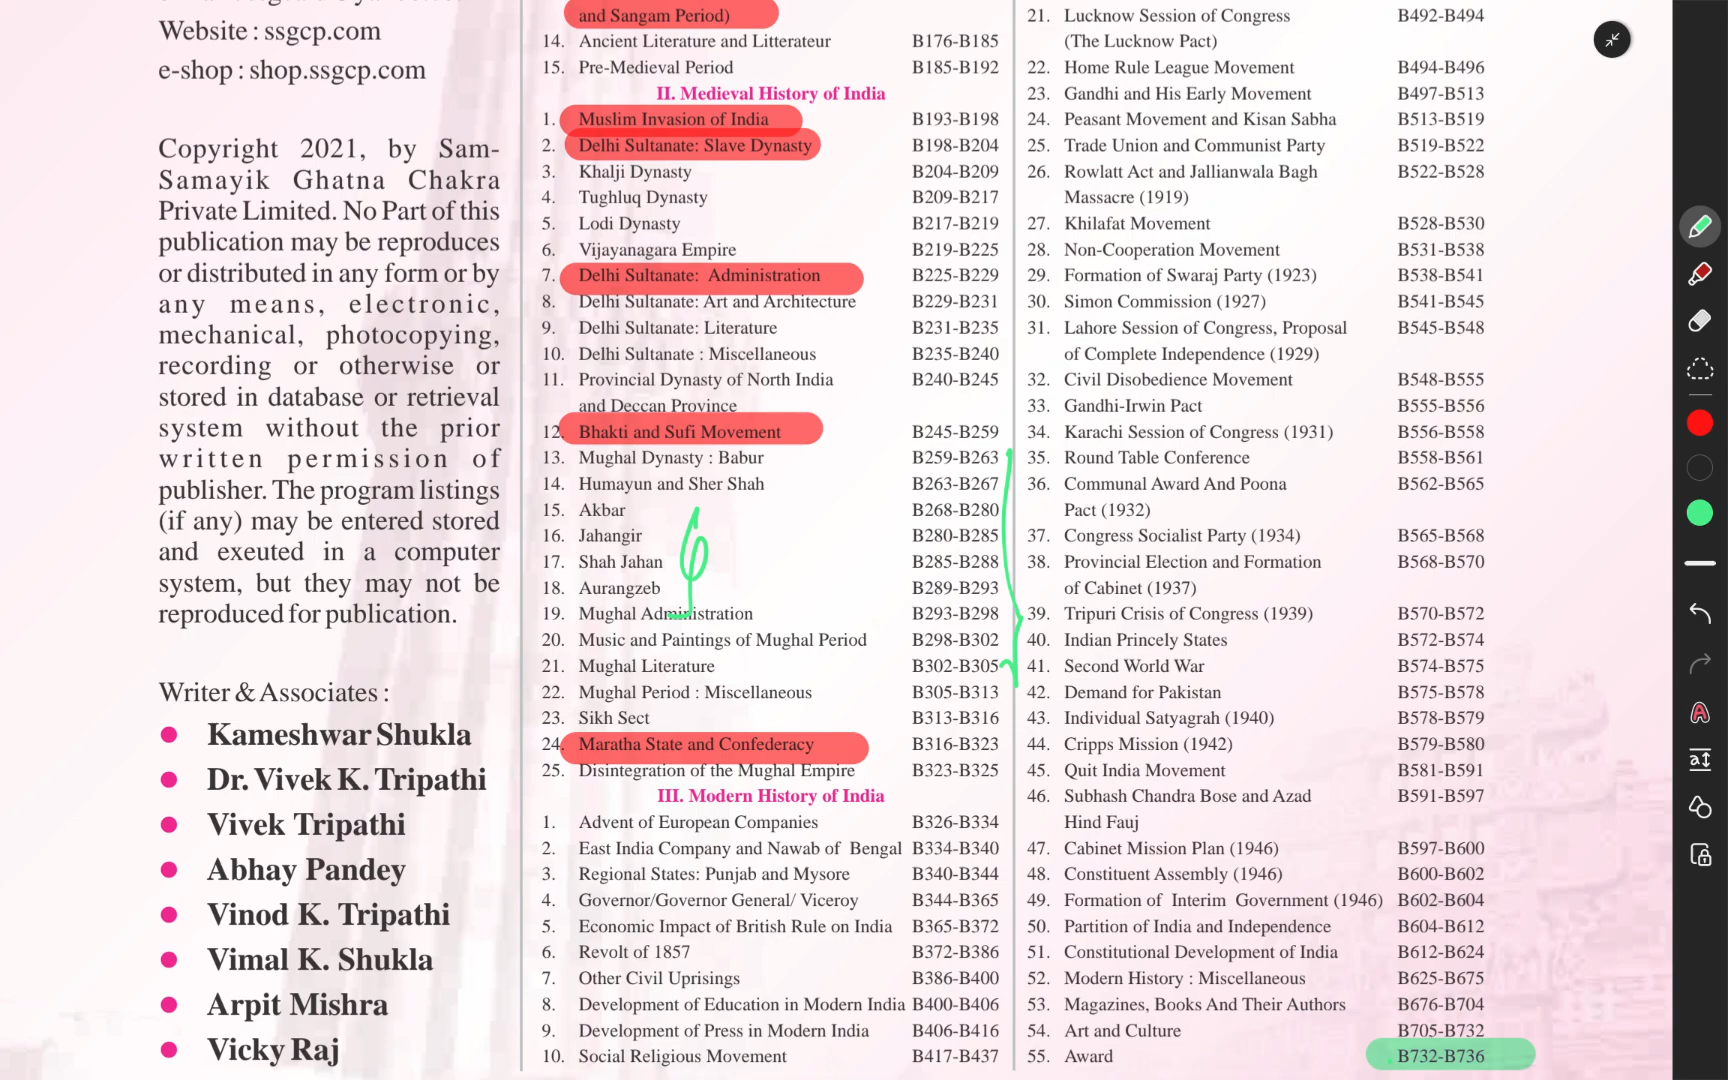 Website : ssgcp.com
e-shop : shop.ssgcp.com
Copyright 2021, by Sam-
Samayik Ghatna Chakra
Private Limited. No Part of this
publication may be reproduces
or distributed in any form or by
any means, electronic,
mechanical, photocopying,
recording or otherwise or
stored in database or retrieval
system without the prior
written permission of
publisher. The program listings
(if any) may be entered stored
and exeuted in a computer
system, but they may not be
reproduced for publication.
Writer & Associates :
Kameshwar Shukla
Dr. Vivek K. Tripathi
Vivek Tripathi
Abhay Pandey
Vinod K. Tripathi
Vimal K. Shukla
Arpit Mishra
Vicky Raj
and Sangam Period)
14. Ancient Literature and Litterateur B176-B185
15. Pre-Medieval Period B185-B192
II. Medieval History of India
1. Muslim Invasion of India B193-B198
2. Delhi Sultanate: Slave Dynasty B198-B204
3. Khalji Dynasty B204-B209
4. Tughluq Dynasty B209-B217
5. Lodi Dynasty B217-B219
6. Vijayanagara Empire B219-B225
7. Delhi Sultanate: Administration B225-B229
8. Delhi Sultanate: Art and Architecture B229-B231
9. Delhi Sultanate: Literature B231-B235
10. Delhi Sultanate : Miscellaneous B235-B240
11. Provincial Dynasty of North India B240-B245
and Deccan Province
12. Bhakti and Sufi Movement B245-B259
13. Mughal Dynasty : Babur B259-B263
14. Humayun and Sher Shah B263-B267
15. Akbar B268-B280
16. Jahangir B280-B285
17. Shah Jahan B285-B288
18. Aurangzeb B289-B293
19. Mughal Administration B293-B298
20. Music and Paintings of Mughal Period B298-B302
21. Mughal Literature B302-B305
22. Mughal Period : Miscellaneous B305-B313
23. Sikh Sect B313-B316
24. Maratha State and Confederacy B316-B323
25. Disintegration of the Mughal Empire B323-B325
III. Modern History of India
1. Advent of European Companies B326-B334
2. East India Company and Nawab of Bengal B334-B340
3. Regional States: Punjab and Mysore B340-B344
4. Governor/Governor General/ Viceroy B344-B365
5. Economic Impact of British Rule on India B365-B372
6. Revolt of 1857 B372-B386
7. Other Civil Uprisings B386-B400
8. Development of Education in Modern India B400-B406
9. Development of Press in Modern India B406-B416
10. Social Religious Movement B417-B437
21. Lucknow Session of Congress B492-B494
(The Lucknow Pact)
22. Home Rule League Movement B494-B496
23. Gandhi and His Early Movement B497-B513
24. Peasant Movement and Kisan Sabha B513-B519
25. Trade Union and Communist Party B519-B522
26. Rowlatt Act and Jallianwala Bagh B522-B528
Massacre (1919)
27. Khilafat Movement B528-B530
28. Non-Cooperation Movement B531-B538
29. Formation of Swaraj Party (1923) B538-B541
30. Simon Commission (1927) B541-B545
31. Lahore Session of Congress, Proposal B545-B548
of Complete Independence (1929)
32. Civil Disobedience Movement B548-B555
33. Gandhi-Irwin Pact B555-B556
34. Karachi Session of Congress (1931) B556-B558
35. Round Table Conference B558-B561
36. Communal Award And Poona B562-B565
Pact (1932)
37. Congress Socialist Party (1934) B565-B568
38. Provincial Election and Formation B568-B570
of Cabinet (1937)
39. Tripuri Crisis of Congress (1939) B570-B572
40. Indian Princely States B572-B574
41. Second World War B574-B575
42. Demand for Pakistan B575-B578
43. Individual Satyagrah (1940) B578-B579
44. Cripps Mission (1942) B579-B580
45. Quit India Movement B581-B591
46. Subhash Chandra Bose and Azad B591-B597
Hind Fauj
47. Cabinet Mission Plan (1946) B597-B600
48. Constituent Assembly (1946) B600-B602
49. Formation of Interim Government (1946) B602-B604
50. Partition of India and Independence B604-B612
51. Constitutional Development of India B612-B624
52. Modern History : Miscellaneous B625-B675
53. Magazines, Books And Their Authors B676-B704
54. Art and Culture B705-B732
55. Award B732-B736